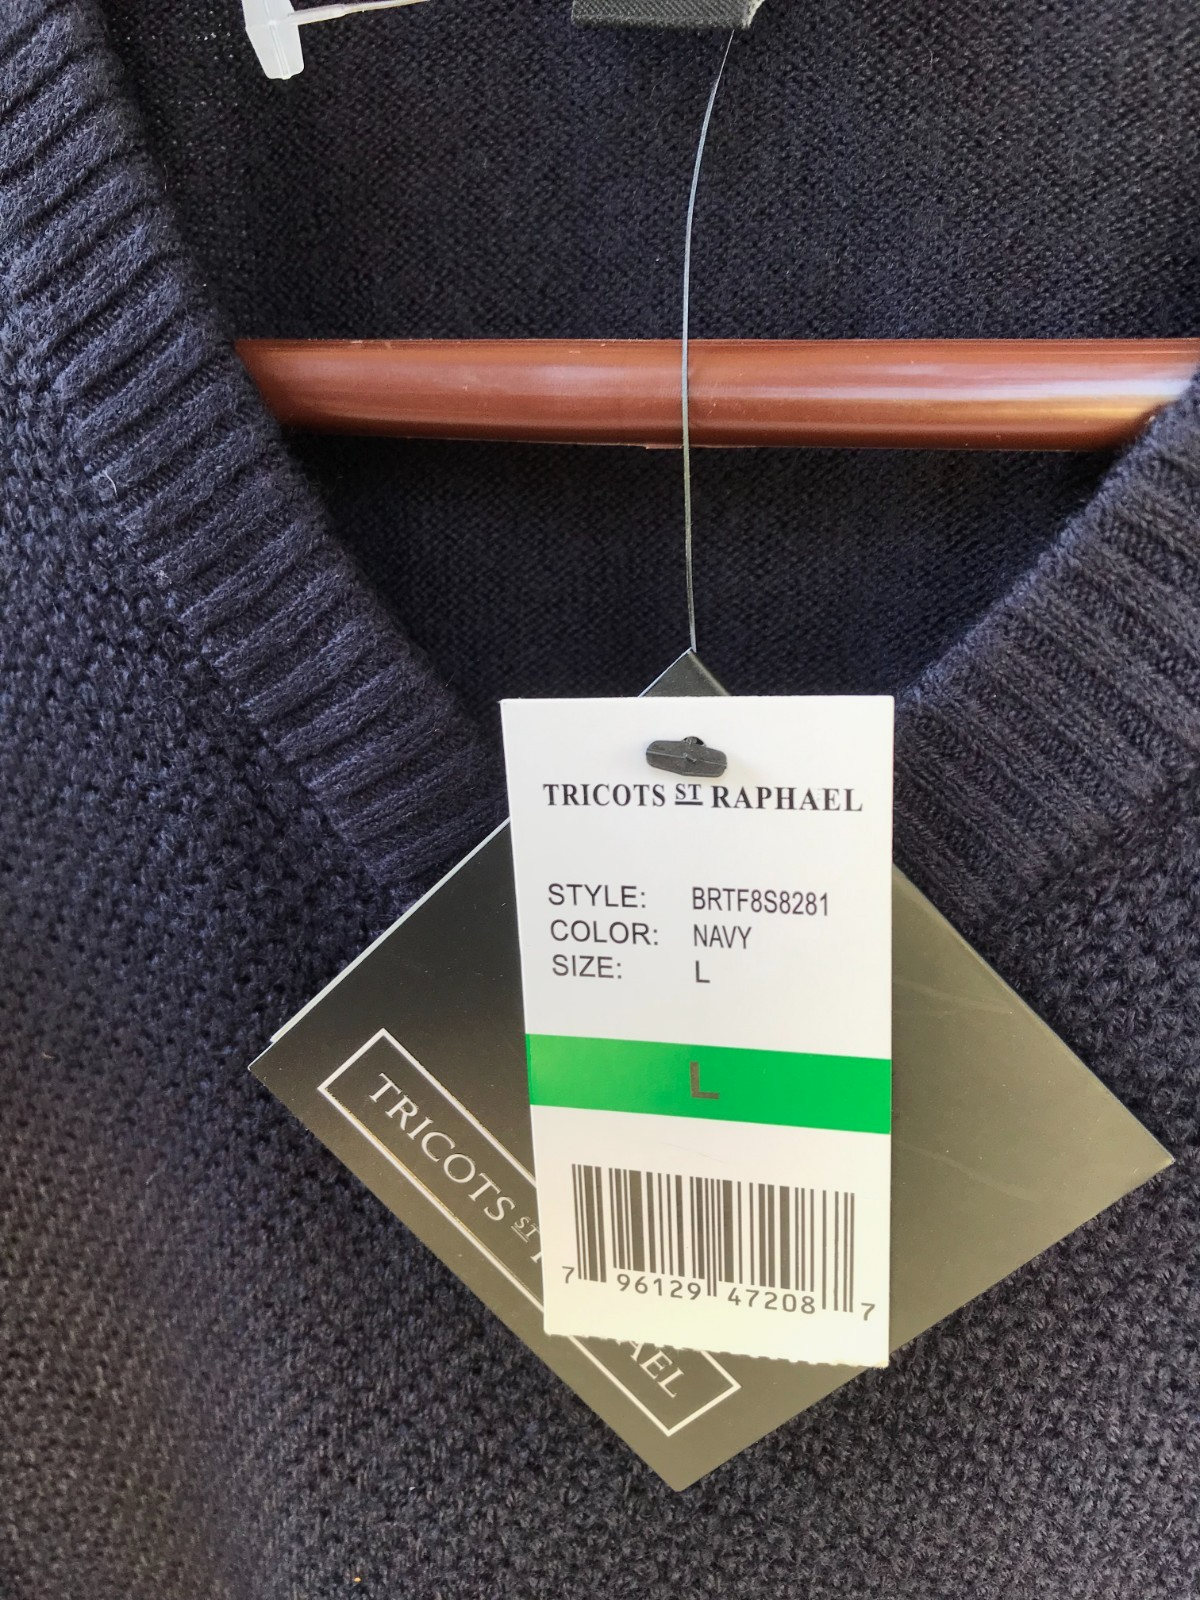 TRICOTS ST RAPHAEL
STYLE: BRTF8S8281
COLOR: NAVY
SIZE: L
L
7 96129 47208 7
TRICOTS ST
AEL